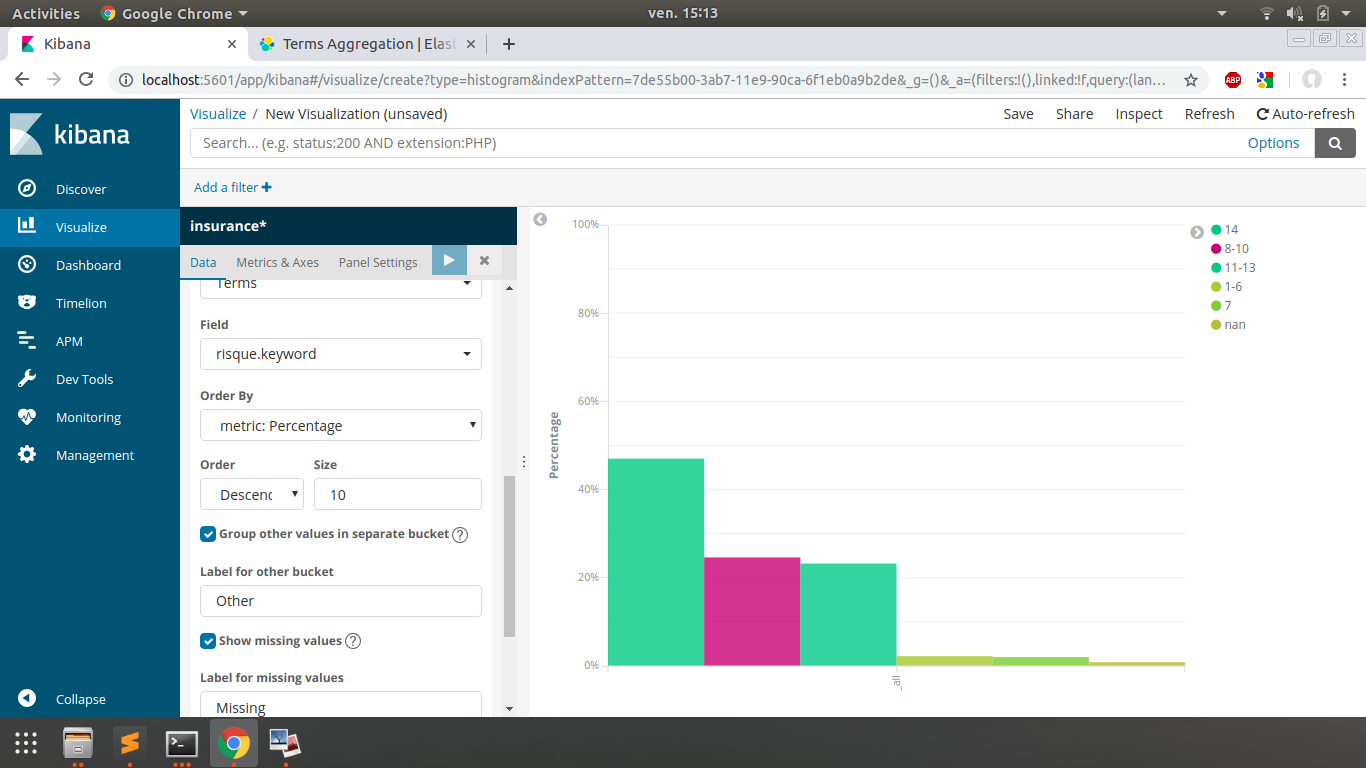 Activities Google Chrome ven. 15:13
Kibana Terms Aggregation | Elast
localhost:5601/app/kibana#/visualize/create?type=histogram&indexPattern=7de55b00-3ab7-11e9-90ca-6f1eb0a9b2de&_g=()&_a=(filters:!(),linked:!f,query:(lan... ABP
kibana
Discover
Visualize
Dashboard
Timelion
APM
Dev Tools
Monitoring
Management
Collapse
Visualize / New Visualization (unsaved) Save Share Inspect Refresh Auto-refresh
Search... (e.g. status:200 AND extension:PHP) Options
Add a filter +
insurance*
Data Metrics & Axes Panel Settings
Terms
Field
risque.keyword
Order By
metric: Percentage
Order Size
Descenc 10
Group other values in separate bucket ?
Label for other bucket
Other
Show missing values ?
Label for missing values
Missing
Percentage
100%
80%
60%
40%
20%
0%
_all
14
8-10
11-13
1-6
7
nan